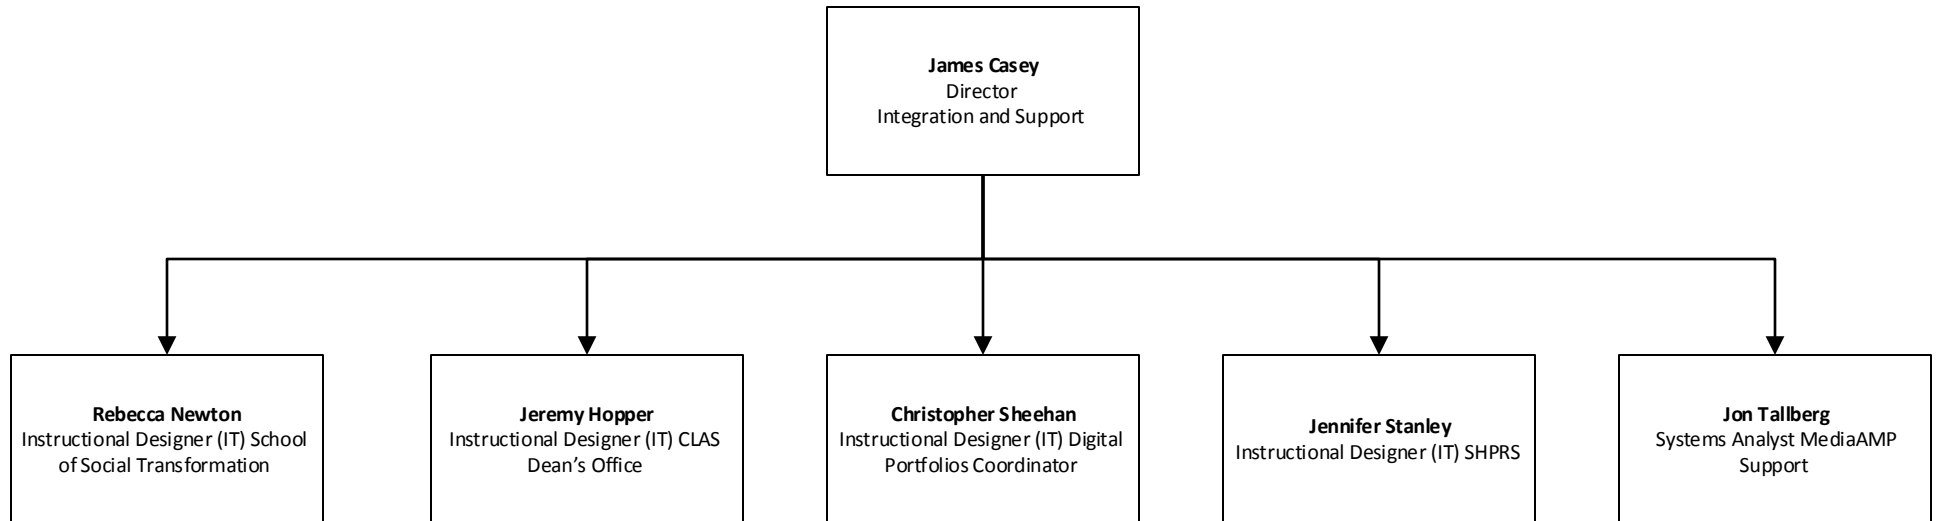 James Casey
Director
Integration and Support
Rebecca Newton
Instructional Designer (IT) School
of Social Transformation
Jeremy Hopper
Instructional Designer (IT) CLAS
Dean’s Office
Christopher Sheehan
Instructional Designer (IT) Digital
Portfolios Coordinator
Jennifer Stanley
Instructional Designer (IT) SHPRS
Jon Tallberg
Systems Analyst MediaAMP
Support